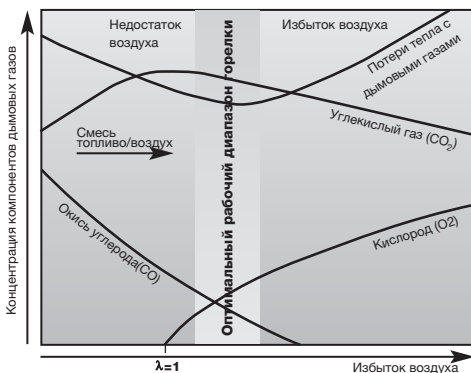 Недостаток
воздуха
Избыток воздуха
Потери тепла с
дымовыми газами
Углекислый газ (CO₂)
Смесь
топливо/воздух
Оптимальный рабочий диапазон горелки
Окись углерода(CO)
Кислород (O2)
Концентрация компонентов дымовых газов
λ=1
Избыток воздуха